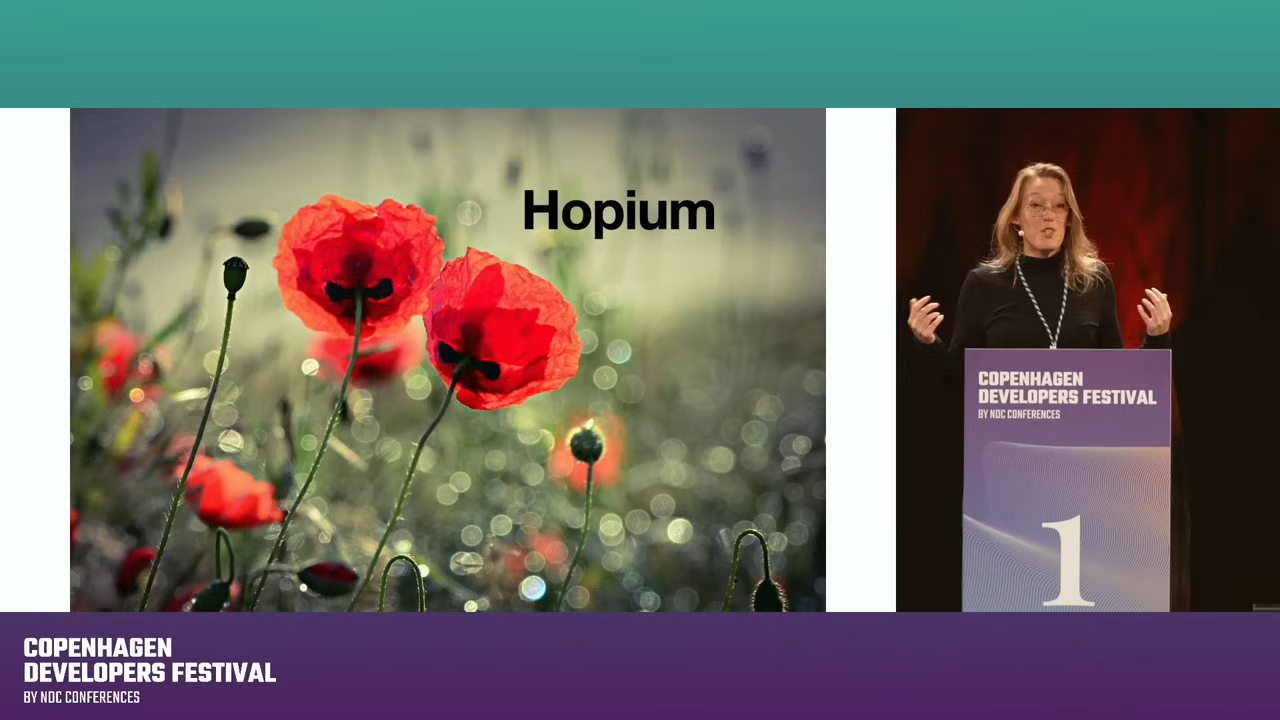 Hopium
COPENHAGEN
DEVELOPERS FESTIVAL
BY NDC CONFERENCES
1
COPENHAGEN
DEVELOPERS FESTIVAL
BY NDC CONFERENCES